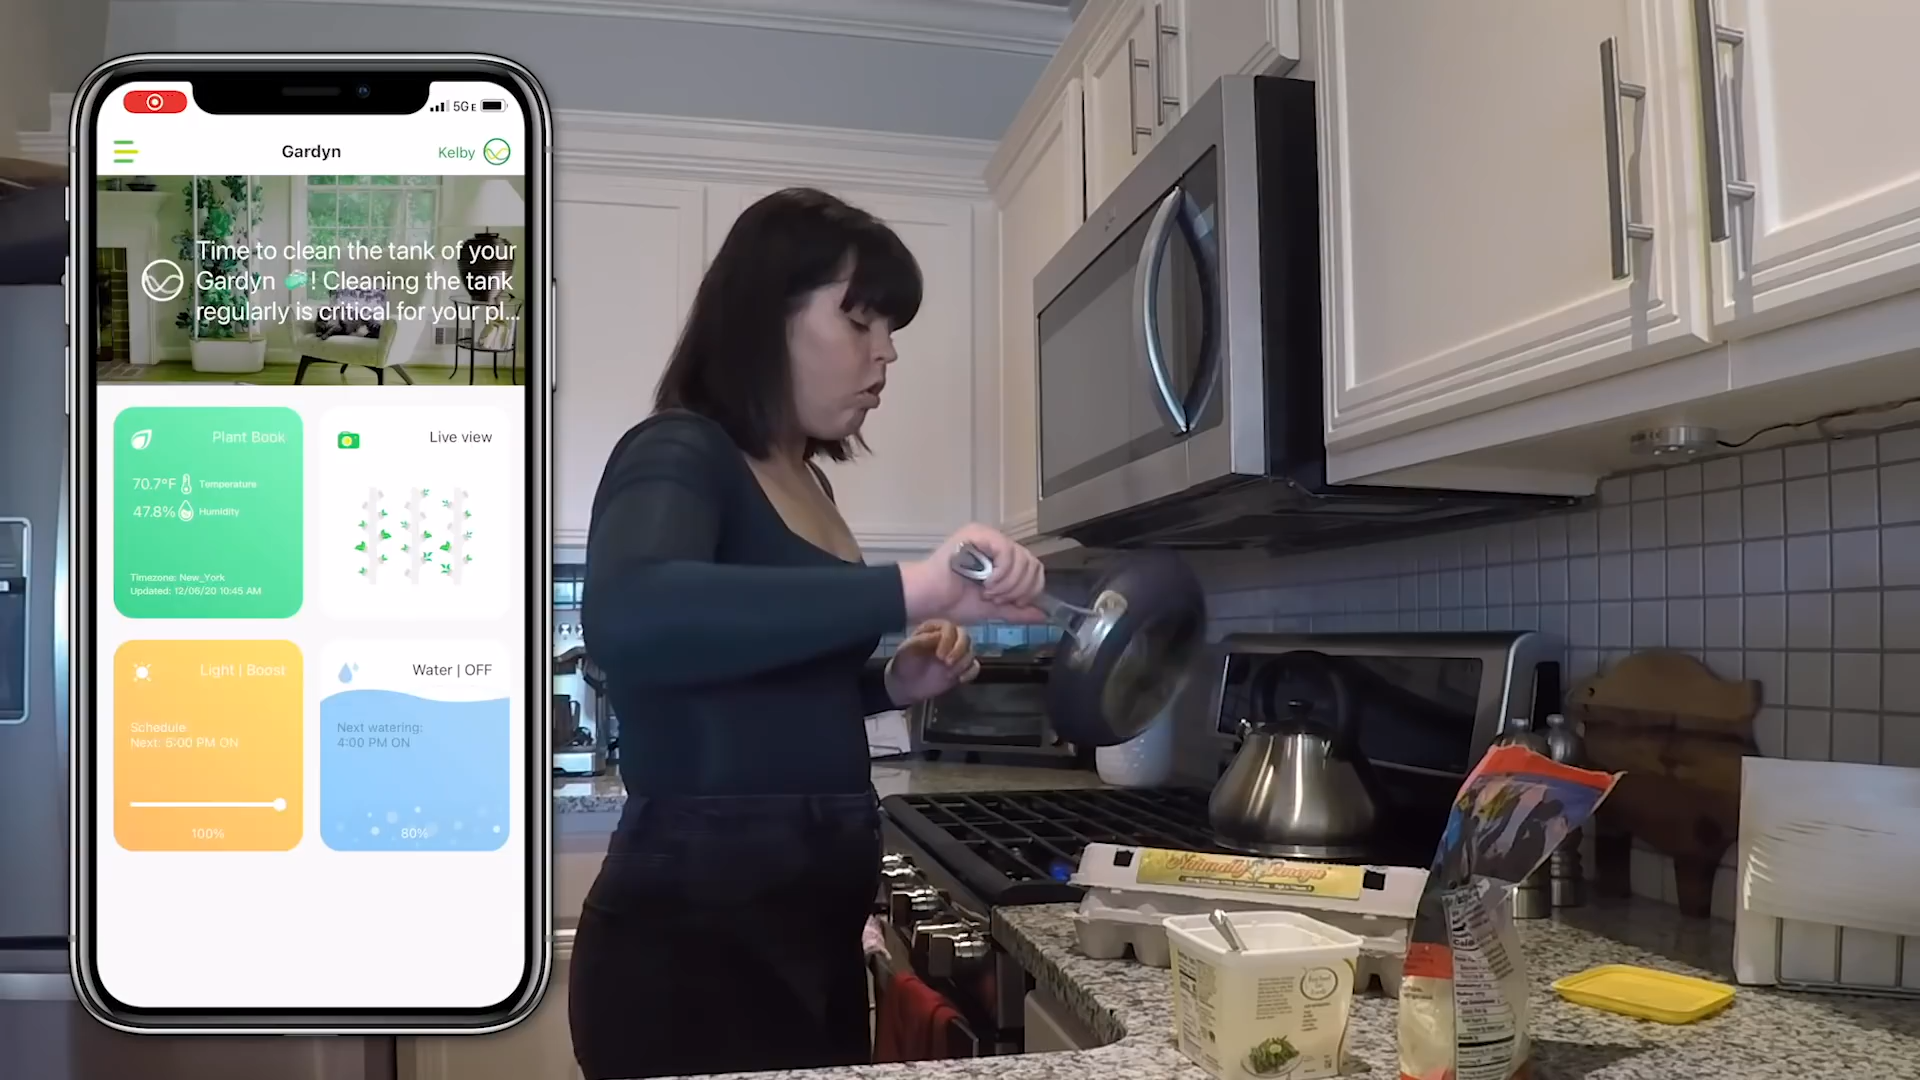 5G E
Gardyn
Kelby
Time to clean the tank of your
Gardyn 🧼! Cleaning the tank
regularly is critical for your pl...
Plant Book
70.7°F Temperature
47.8% Humidity
Timezone: New_York
Updated: 12/06/20 10:45 AM
Live view
Light | Boost
Schedule
Next: 5:00 PM ON
100%
Water | OFF
Next watering:
4:00 PM ON
80%
Naturally Omega